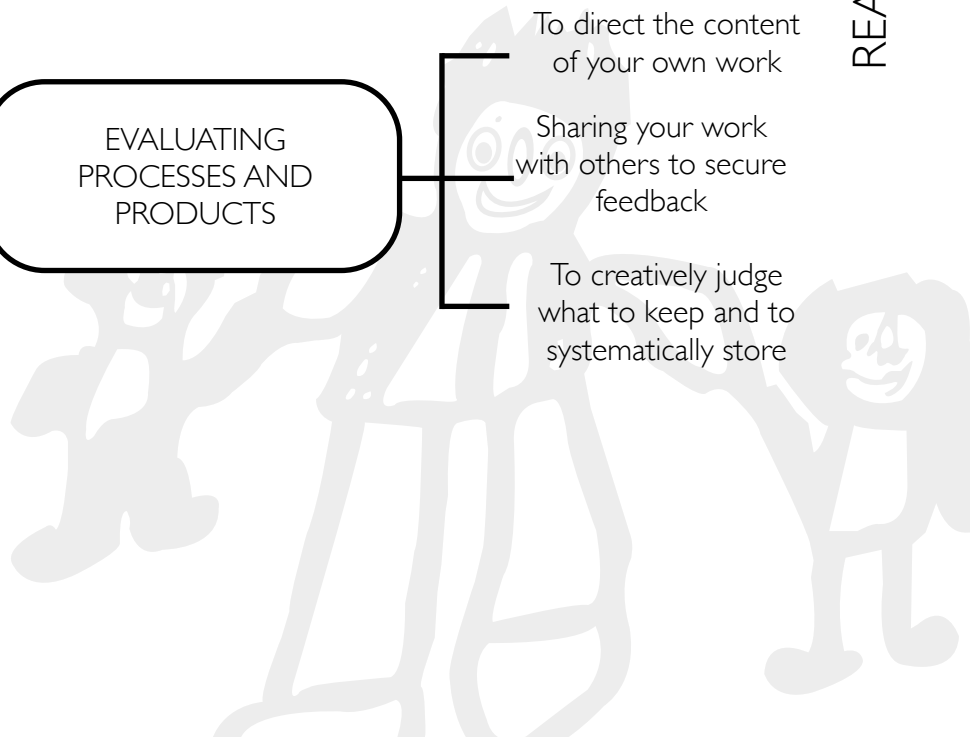 To direct the content
of your own work
EVALUATING
PROCESSES AND
PRODUCTS
Sharing your work
with others to secure
feedback
To creatively judge
what to keep and to
systematically store